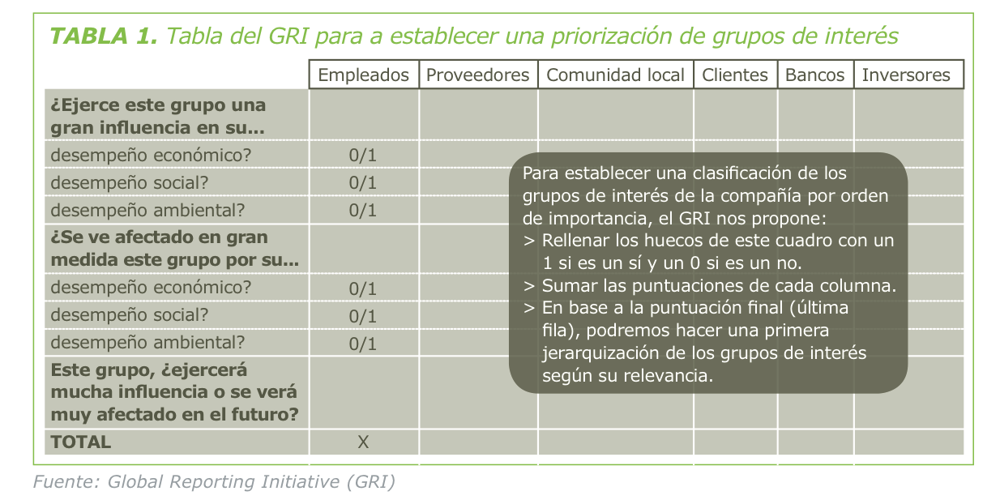 TABLA 1. Tabla del GRI para a establecer una priorización de grupos de interés
Empleados Proveedores Comunidad local Clientes Bancos Inversores
¿Ejerce este grupo una
gran influencia en su...
desempeño económico? 0/1
desempeño social? 0/1
desempeño ambiental? 0/1
¿Se ve afectado en gran
medida este grupo por su...
desempeño económico? 0/1
desempeño social? 0/1
desempeño ambiental? 0/1
Este grupo, ¿ejercerá
mucha influencia o se verá
muy afectado en el futuro?
TOTAL X
Para establecer una clasificación de los
grupos de interés de la compañía por orden
de importancia, el GRI nos propone:
> Rellenar los huecos de este cuadro con un
1 si es un sí y un 0 si es un no.
> Sumar las puntuaciones de cada columna.
> En base a la puntuación final (última
fila), podremos hacer una primera
jerarquización de los grupos de interés
según su relevancia.
Fuente: Global Reporting Initiative (GRI)